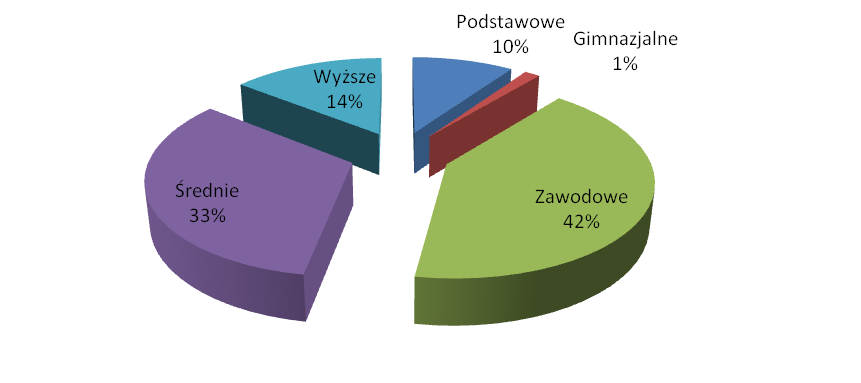 Podstawowe
10%
Gimnazjalne
1%
Zawodowe
42%
Średnie
33%
Wyższe
14%